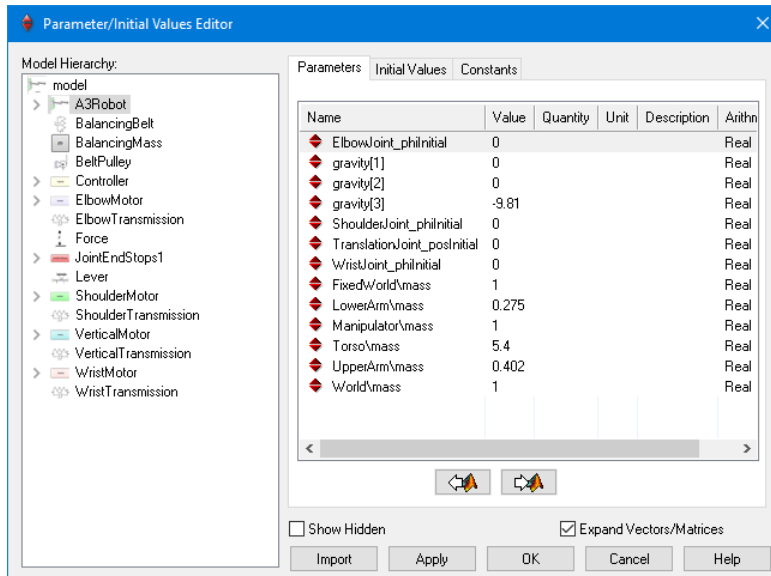 Parameter/Initial Values Editor
Model Hierarchy:
model
A3Robot
BalancingBelt
BalancingMass
BeltPulley
Controller
ElbowMotor
ElbowTransmission
Force
JointEndStops1
Lever
ShoulderMotor
ShoulderTransmission
VerticalMotor
VerticalTransmission
WristMotor
WristTransmission
Parameters Initial Values Constants
Name Value Quantity Unit Description Arithm
ElbowJoint_phiInitial 0 Real
gravity[1] 0 Real
gravity[2] 0 Real
gravity[3] -9.81 Real
ShoulderJoint_phiInitial 0 Real
TranslationJoint_posInitial 0 Real
WristJoint_phiInitial 0 Real
FixedWorld\mass 1 Real
LowerArm\mass 0.275 Real
Manipulator\mass 1 Real
Torso\mass 5.4 Real
UpperArm\mass 0.402 Real
World\mass 1 Real
Show Hidden Expand Vectors/Matrices
Import Apply OK Cancel Help